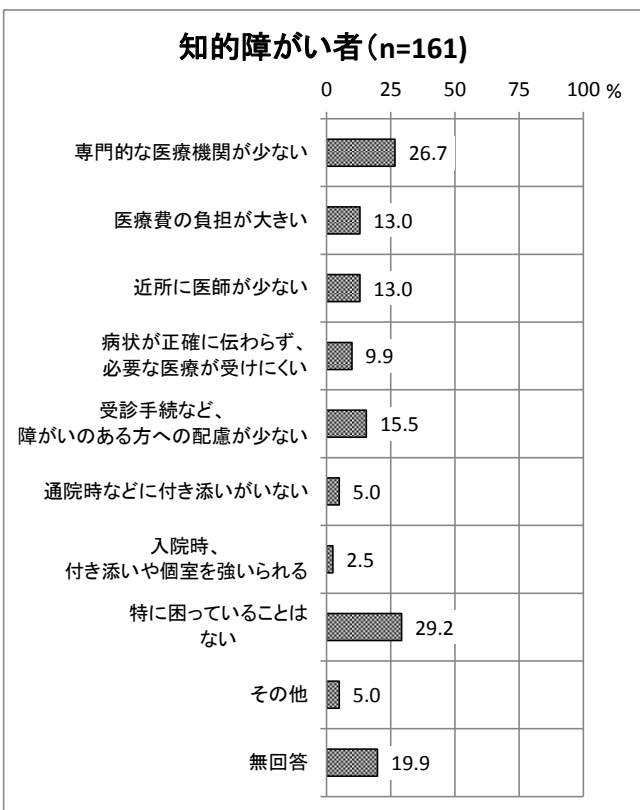 知的障がい者（n=161)
0 25 50 75 100 %
専門的な医療機関が少ない 26.7
医療費の負担が大きい 13.0
近所に医師が少ない 13.0
病状が正確に伝わらず、
必要な医療が受けにくい 9.9
受診手続など、
障がいのある方への配慮が少ない 15.5
通院時などに付き添いがいない 5.0
入院時、
付き添いや個室を強いられる 2.5
特に困っていることは
ない 29.2
その他 5.0
無回答 19.9